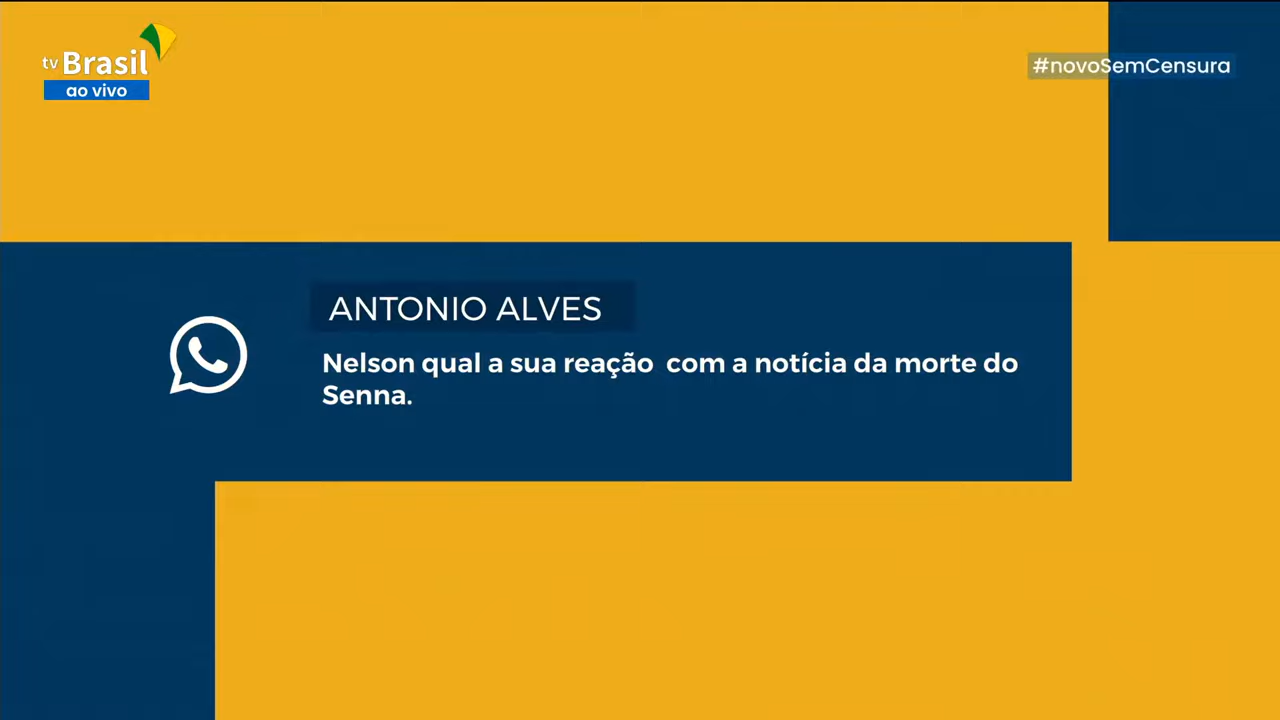 tv Brasil
ao vivo
#novoSemCensura
ANTONIO ALVES
Nelson qual a sua reação  com a notícia da morte do
Senna.